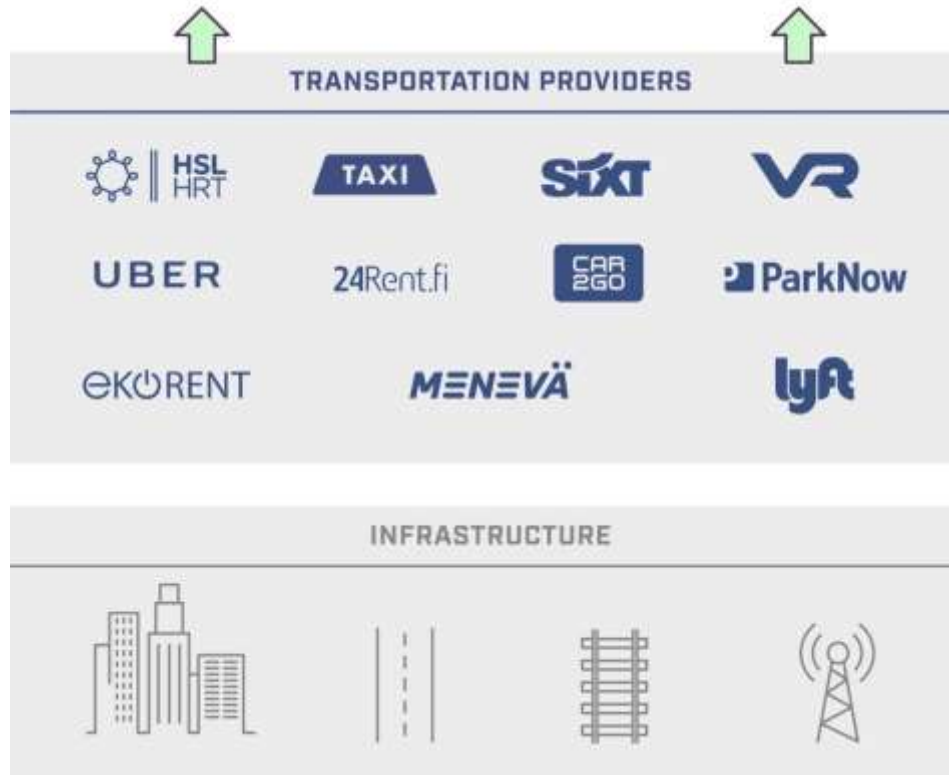 TRANSPORTATION PROVIDERS
HSL
HRT
TAXI
SiXT
VR
UBER
24Rent.fi
CAR
2GO
ParkNow
eKORENT
MENEVÄ
lyft
INFRASTRUCTURE